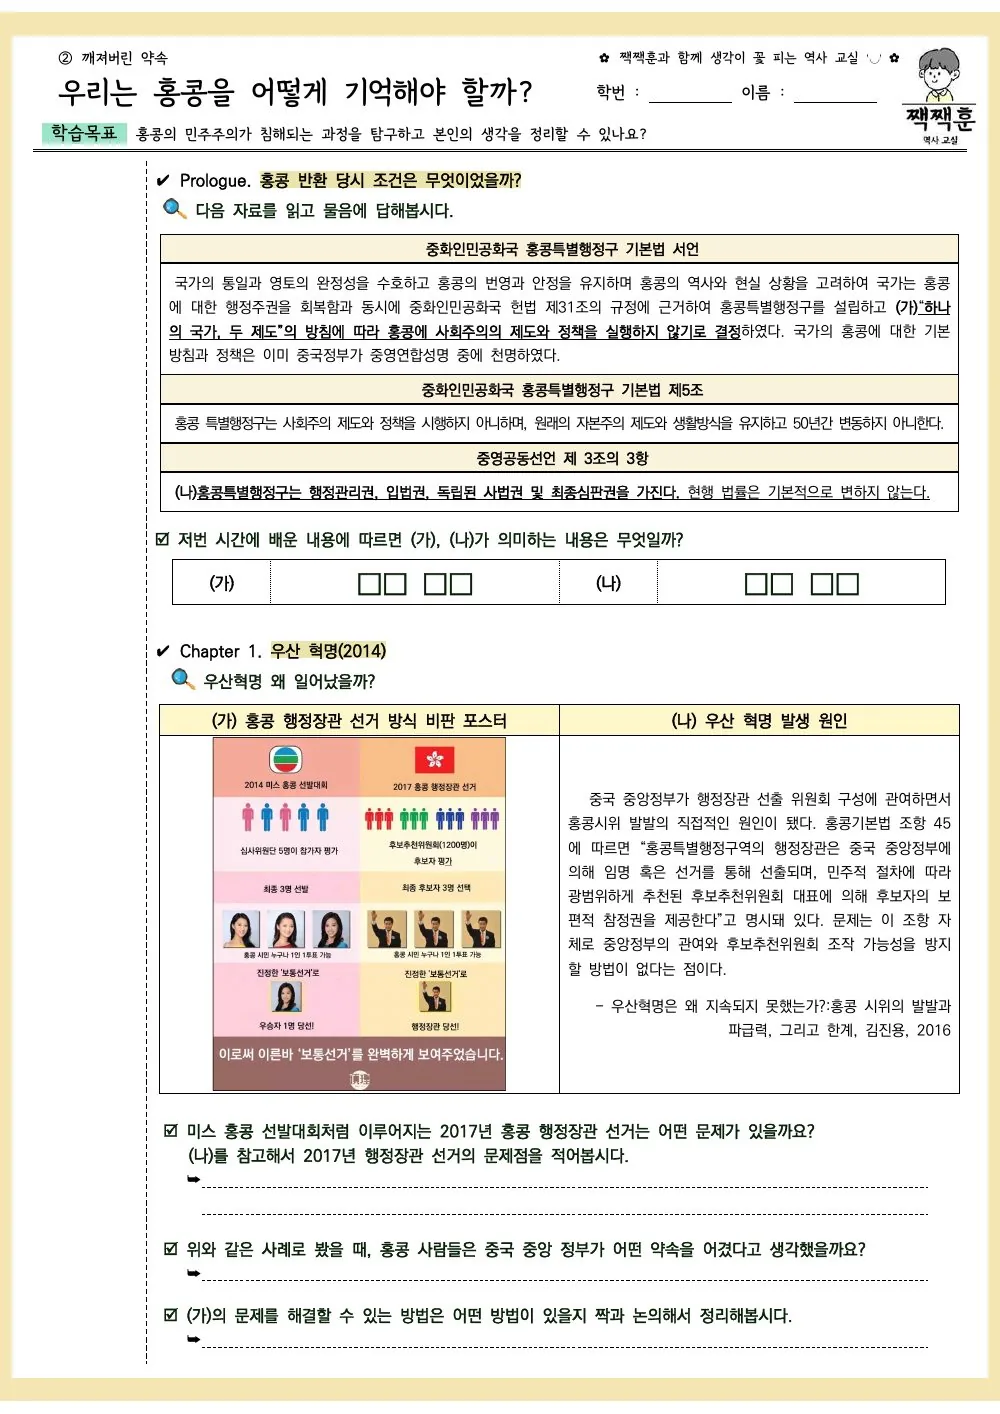 ② 깨져버린 약속
✿ 짹짹훈과 함께 생각이 꽃 피는 역사 교실 ✿
우리는 홍콩을 어떻게 기억해야 할까?
학번 : 이름 :
짹짹훈
역사 교실
학습목표 홍콩의 민주주의가 침해되는 과정을 탐구하고 본인의 생각을 정리할 수 있나요?
✔ Prologue. 홍콩 반환 당시 조건은 무엇이었을까?
다음 자료를 읽고 물음에 답해봅시다.
중화인민공화국 홍콩특별행정구 기본법 서언
국가의 통일과 영토의 완정성을 수호하고 홍콩의 번영과 안정을 유지하며 홍콩의 역사와 현실 상황을 고려하여 국가는 홍콩
에 대한 행정주권을 회복함과 동시에 중화인민공화국 헌법 제31조의 규정에 근거하여 홍콩특별행정구를 설립하고 (가)“하나
의 국가, 두 제도”의 방침에 따라 홍콩에 사회주의의 제도와 정책을 실행하지 않기로 결정하였다. 국가의 홍콩에 대한 기본
방침과 정책은 이미 중국정부가 중영연합성명 중에 천명하였다.
중화인민공화국 홍콩특별행정구 기본법 제5조
홍콩 특별행정구는 사회주의 제도와 정책을 시행하지 아니하며, 원래의 자본주의 제도와 생활방식을 유지하고 50년간 변동하지 아니한다.
중영공동선언 제 3조의 3항
(나)홍콩특별행정구는 행정관리권, 입법권, 독립된 사법권 및 최종심판권을 가진다. 현행 법률은 기본적으로 변하지 않는다.
☑ 저번 시간에 배운 내용에 따르면 (가), (나)가 의미하는 내용은 무엇일까?
(가) □□ □□ (나) □□ □□
✔ Chapter 1. 우산 혁명(2014)
우산혁명 왜 일어났을까?
(가) 홍콩 행정장관 선거 방식 비판 포스터
2014 미스 홍콩 선발대회
2017 홍콩 행정장관 선거
심사위원단 5명이 참가자 평가
후보추천위원회(1200명)이
후보자 평가
최종 3명 선발
최종 후보자 3명 선택
홍콩 시민 누구나 1인 1투표 가능
홍콩 시민 누구나 1인 1투표 가능
진정한 '보통선거'로
진정한 '보통선거'로
우승자 1명 당선!
행정장관 당선!
이로써 이른바 ‘보통선거’를 완벽하게 보여주었습니다.
(나) 우산 혁명 발생 원인
중국 중앙정부가 행정장관 선출 위원회 구성에 관여하면서
홍콩시위 발발의 직접적인 원인이 됐다. 홍콩기본법 조항 45
에 따르면 “홍콩특별행정구역의 행정장관은 중국 중앙정부에
의해 임명 혹은 선거를 통해 선출되며, 민주적 절차에 따라
광범위하게 추천된 후보추천위원회 대표에 의해 후보자의 보
편적 참정권을 제공한다”고 명시돼 있다. 문제는 이 조항 자
체로 중앙정부의 관여와 후보추천위원회 조작 가능성을 방지
할 방법이 없다는 점이다.
- 우산혁명은 왜 지속되지 못했는가?:홍콩 시위의 발발과
파급력, 그리고 한계, 김진용, 2016
☑ 미스 홍콩 선발대회처럼 이루어지는 2017년 홍콩 행정장관 선거는 어떤 문제가 있을까요?
(나)를 참고해서 2017년 행정장관 선거의 문제점을 적어봅시다.
☑ 위와 같은 사례로 봤을 때, 홍콩 사람들은 중국 중앙 정부가 어떤 약속을 어겼다고 생각했을까요?
☑ (가)의 문제를 해결할 수 있는 방법은 어떤 방법이 있을지 짝과 논의해서 정리해봅시다.